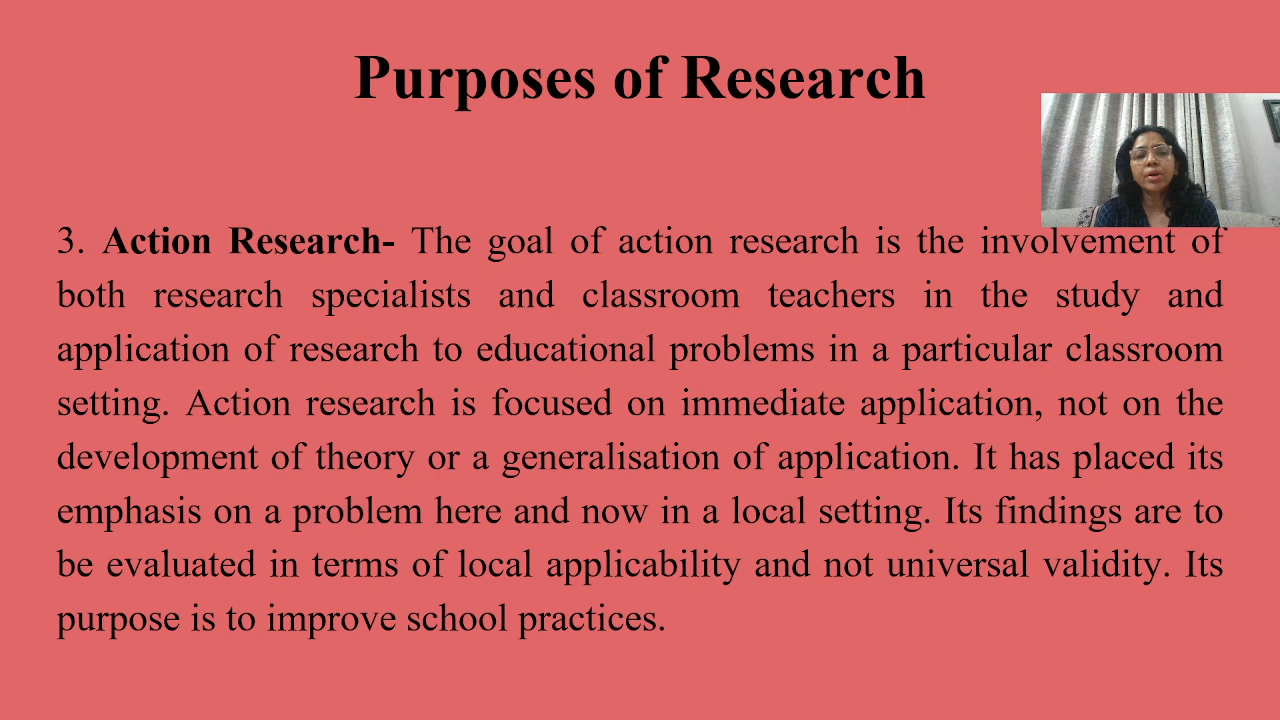 Purposes of Research
3. Action Research- The goal of action research is the involvement of
both research specialists and classroom teachers in the study and
application of research to educational problems in a particular classroom
setting. Action research is focused on immediate application, not on the
development of theory or a generalisation of application. It has placed its
emphasis on a problem here and now in a local setting. Its findings are to
be evaluated in terms of local applicability and not universal validity. Its
purpose is to improve school practices.